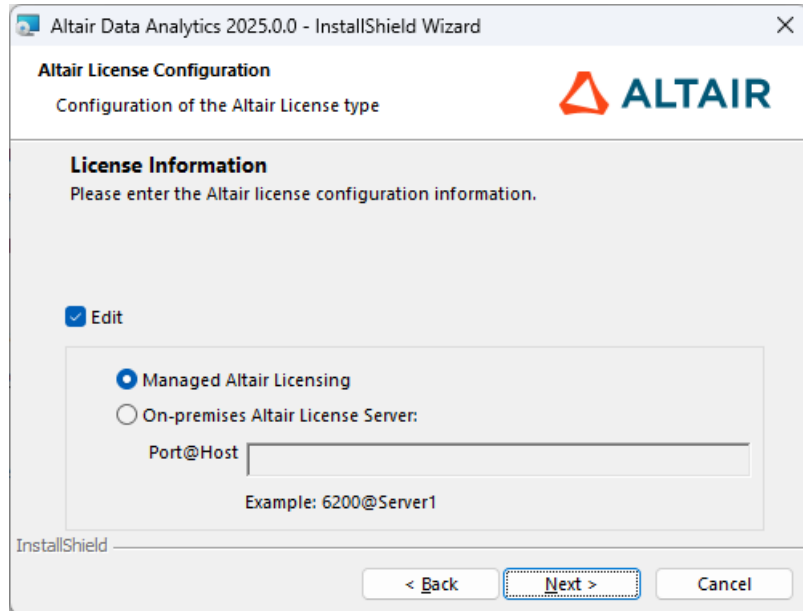 Altair Data Analytics 2025.0.0 - InstallShield Wizard
Altair License Configuration
Configuration of the Altair License type
ALTAIR
License Information
Please enter the Altair license configuration information.
Edit
Managed Altair Licensing
On-premises Altair License Server:
Port@Host
Example: 6200@Server1
InstallShield
< Back
Next >
Cancel